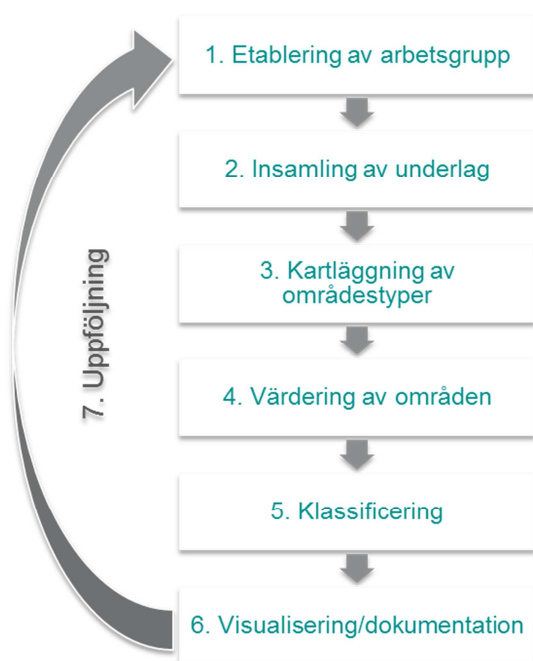 1. Etablering av arbetsgrupp
2. Insamling av underlag
3. Kartläggning av
områdestyper
4. Värdering av områden
5. Klassificering
6. Visualisering/dokumentation
7. Uppföljning